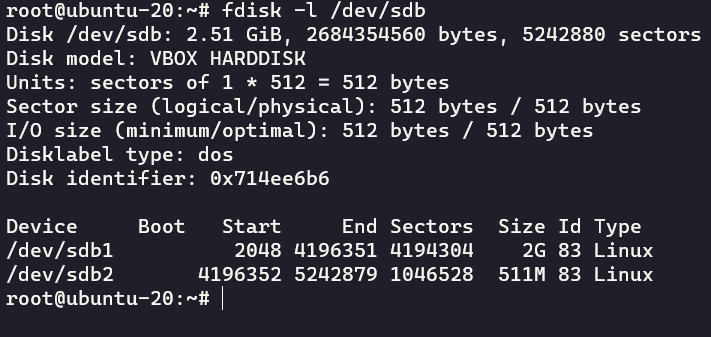 root@ubuntu-20:~# fdisk -l /dev/sdb
Disk /dev/sdb: 2.51 GiB, 2684354560 bytes, 5242880 sectors
Disk model: VBOX HARDDISK
Units: sectors of 1 * 512 = 512 bytes
Sector size (logical/physical): 512 bytes / 512 bytes
I/O size (minimum/optimal): 512 bytes / 512 bytes
Disklabel type: dos
Disk identifier: 0x714ee6b6

Device     Boot   Start     End Sectors  Size Id Type
/dev/sdb1          2048 4196351 4194304    2G 83 Linux
/dev/sdb2       4196352 5242879 1046528  511M 83 Linux
root@ubuntu-20:~#